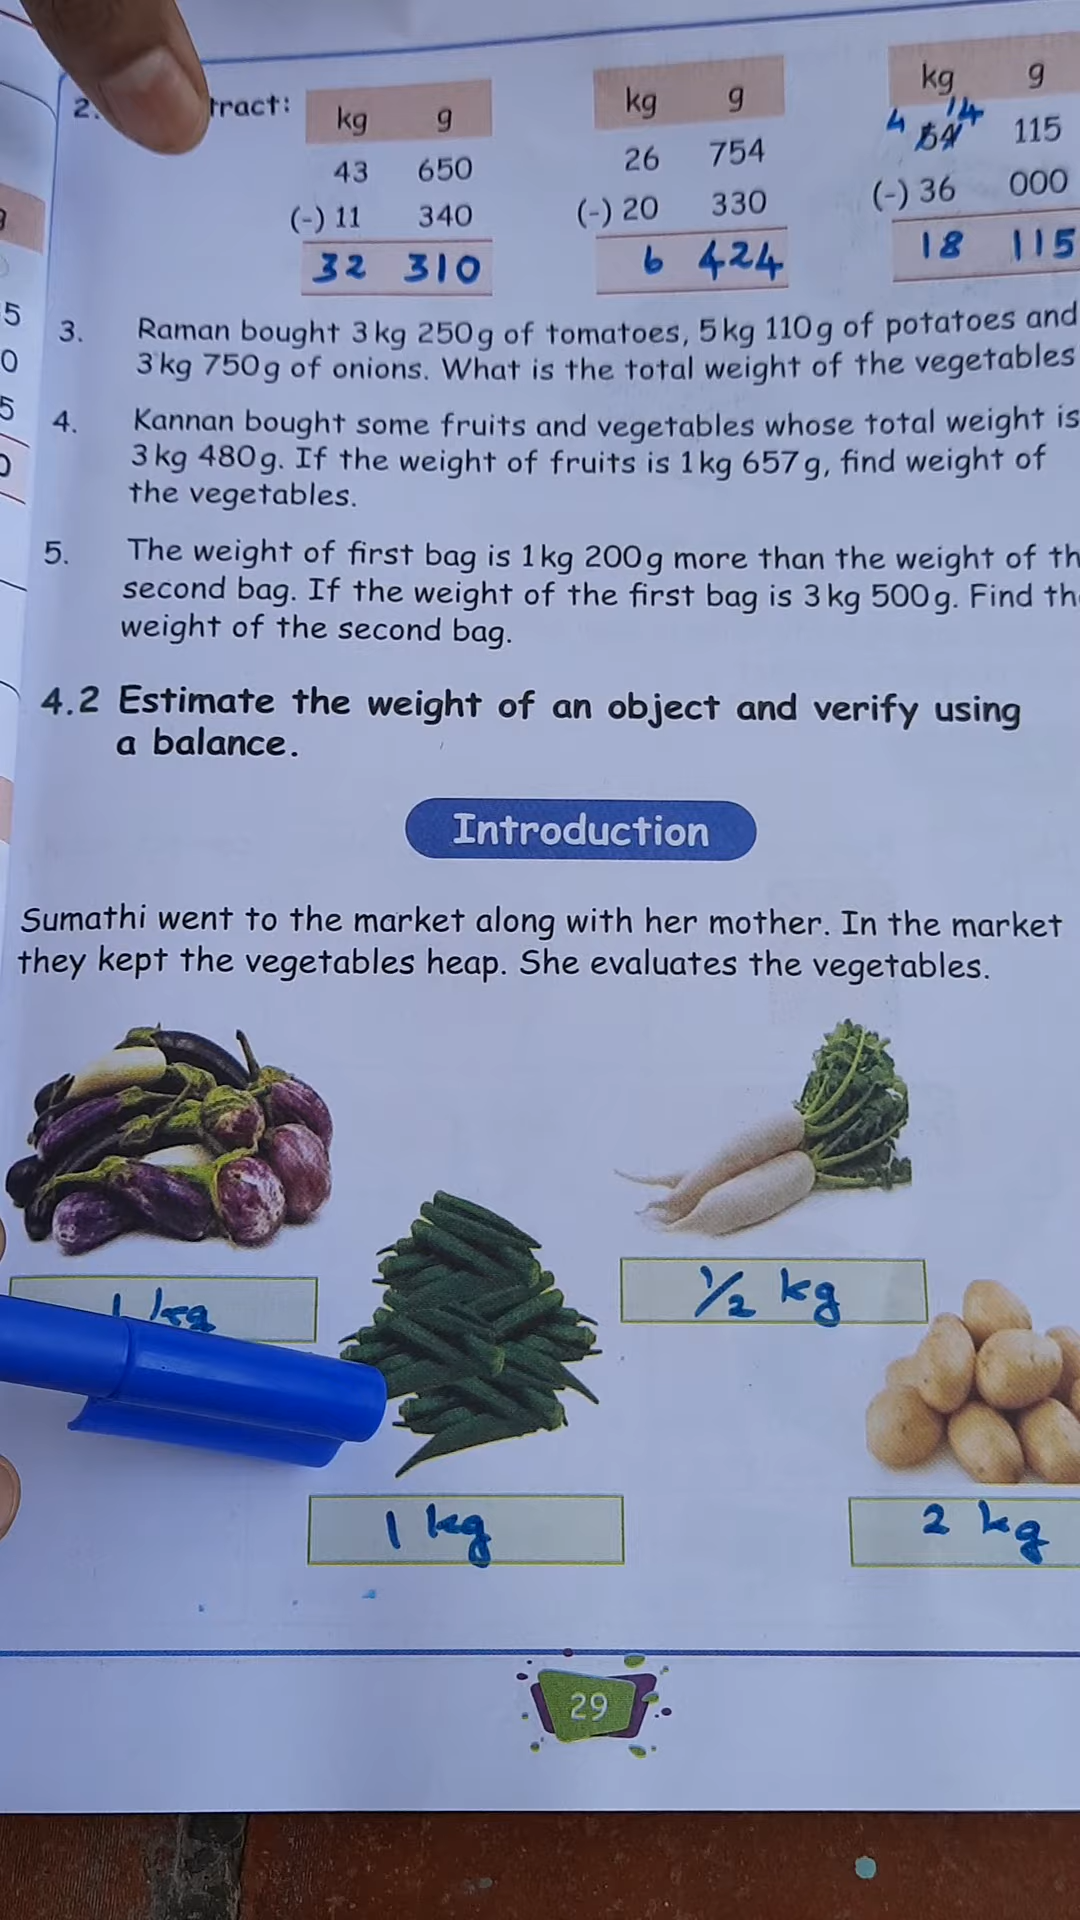 2. tract:
kg g
43 650
(-) 11 340
32 310
kg g
26 754
(-) 20 330
6 424
kg g
4 14
54 115
(-) 36 000
18 115
3. Raman bought 3 kg 250 g of tomatoes, 5 kg 110 g of potatoes and
3 kg 750 g of onions. What is the total weight of the vegetables
4. Kannan bought some fruits and vegetables whose total weight is
3 kg 480 g. If the weight of fruits is 1 kg 657 g, find weight of
the vegetables.
5. The weight of first bag is 1 kg 200 g more than the weight of th
second bag. If the weight of the first bag is 3 kg 500 g. Find th
weight of the second bag.
4.2 Estimate the weight of an object and verify using
a balance.
Introduction
Sumathi went to the market along with her mother. In the market
they kept the vegetables heap. She evaluates the vegetables.
1 kg
1/2 kg
1 kg
2 kg
29